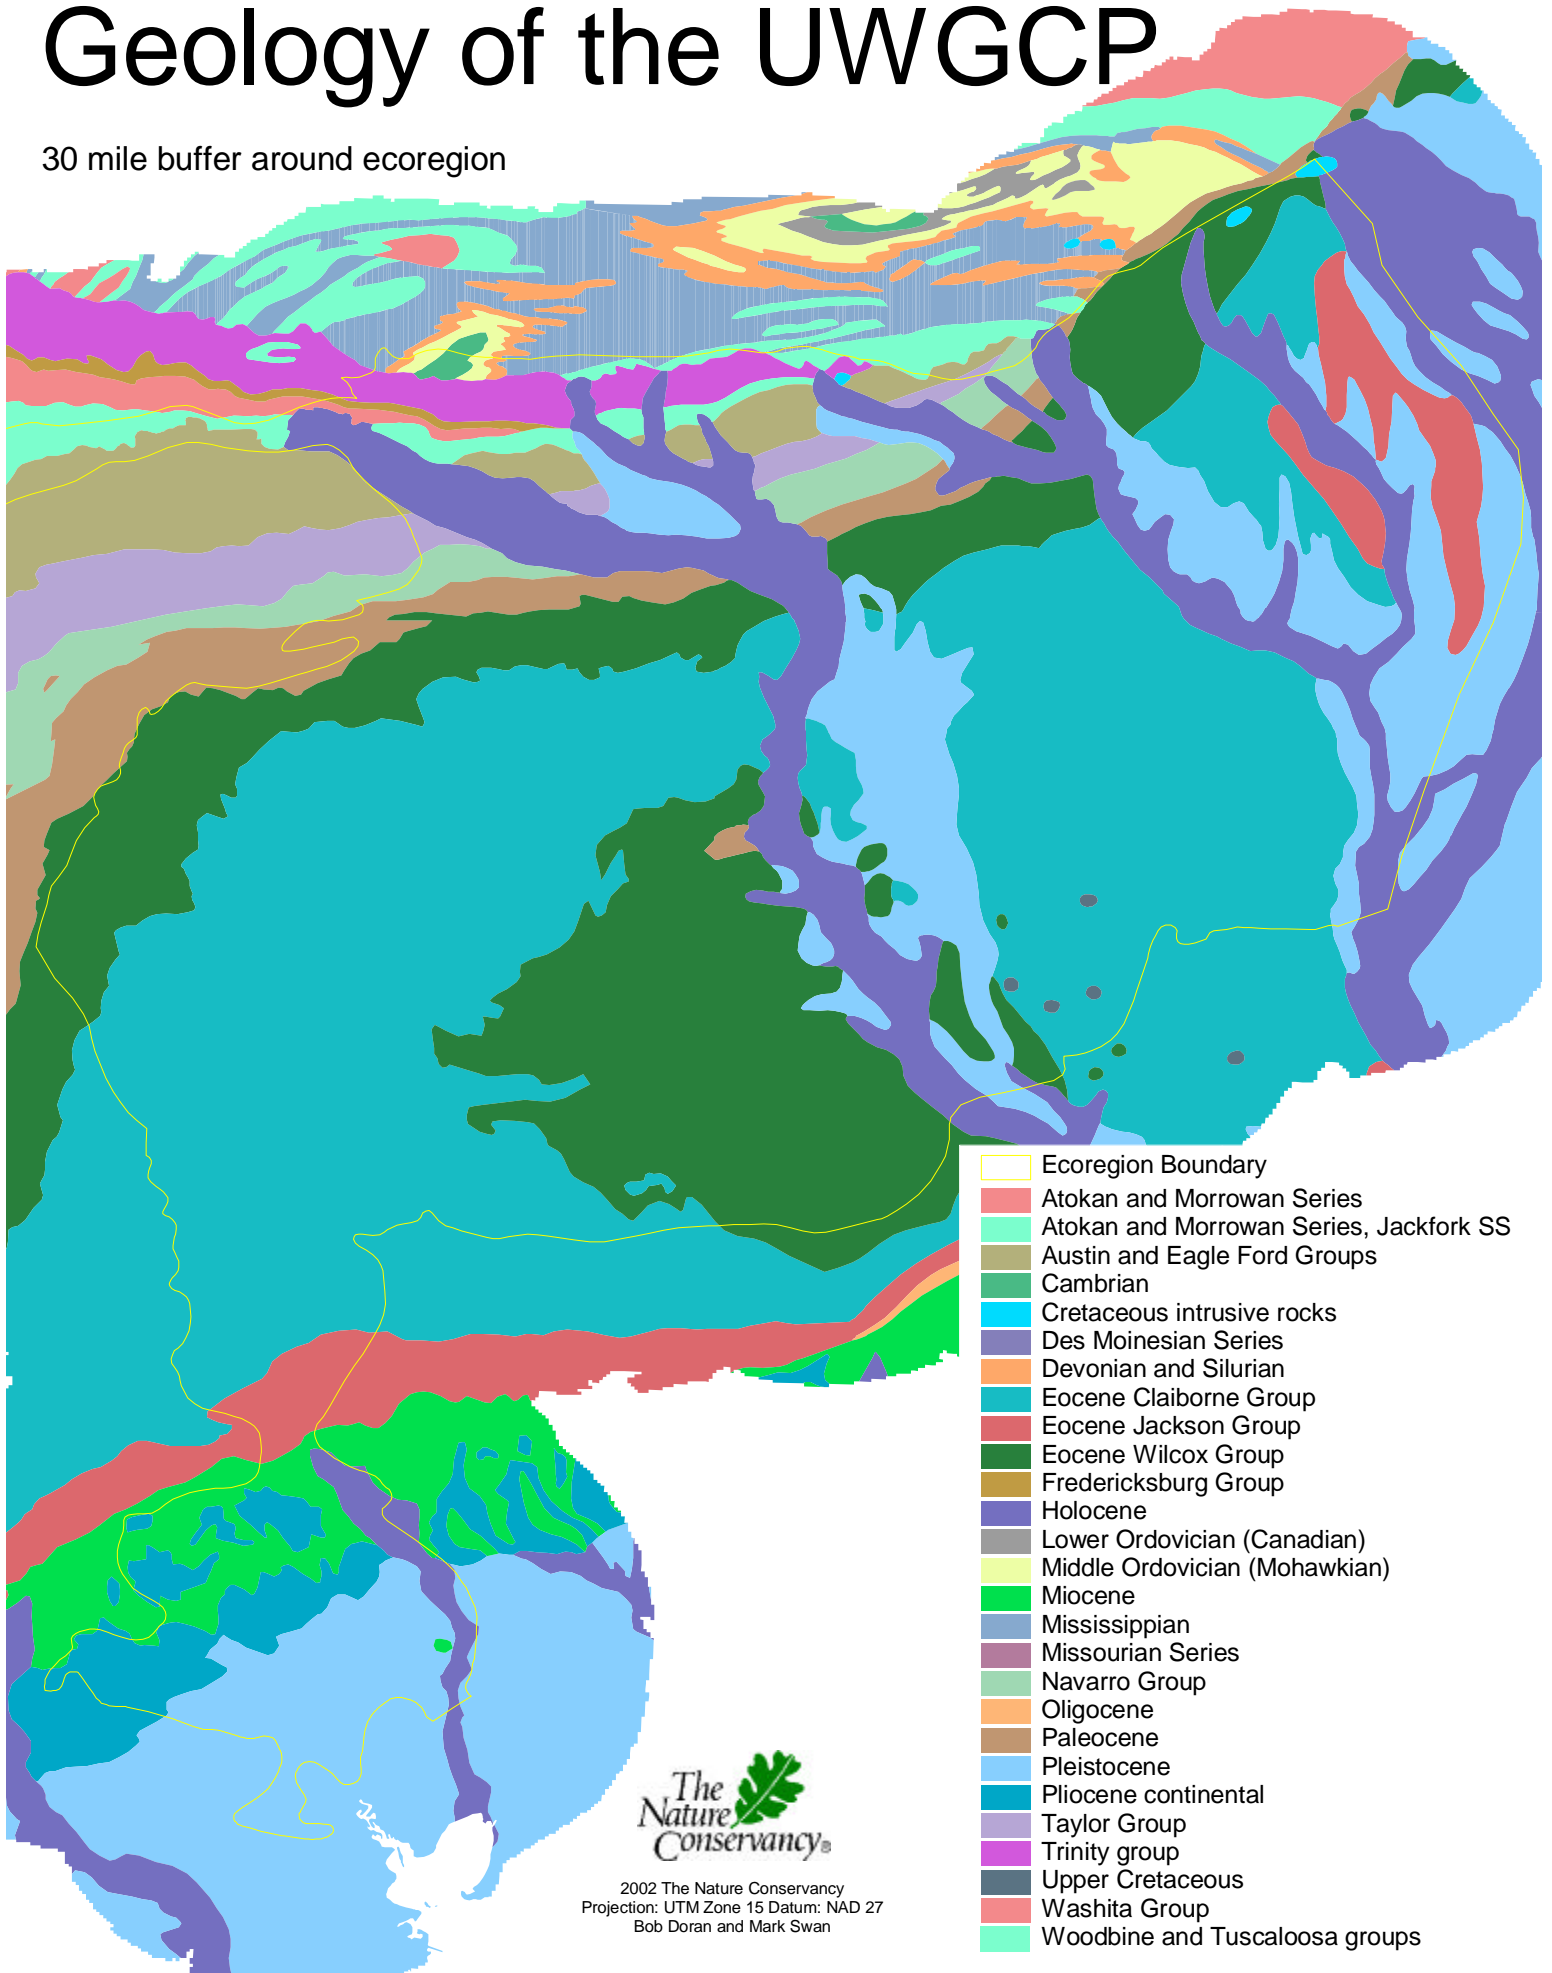 Geology of the UWGCP
30 mile buffer around ecoregion
Ecoregion Boundary
Atokan and Morrowan Series
Atokan and Morrowan Series, Jackfork SS
Austin and Eagle Ford Groups
Cambrian
Cretaceous intrusive rocks
Des Moinesian Series
Devonian and Silurian
Eocene Claiborne Group
Eocene Jackson Group
Eocene Wilcox Group
Fredericksburg Group
Holocene
Lower Ordovician (Canadian)
Middle Ordovician (Mohawkian)
Miocene
Mississippian
Missourian Series
Navarro Group
Oligocene
Paleocene
Pleistocene
Pliocene continental
Taylor Group
Trinity group
Upper Cretaceous
Washita Group
Woodbine and Tuscaloosa groups
The
Nature
Conservancy®
2002 The Nature Conservancy
Projection: UTM Zone 15 Datum: NAD 27
Bob Doran and Mark Swan